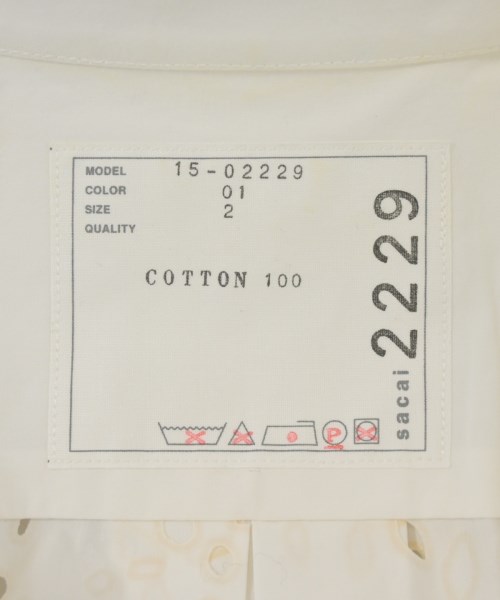 MODEL 15-02229
COLOR 01
SIZE 2
QUALITY
COTTON 100
sacai 2229
P